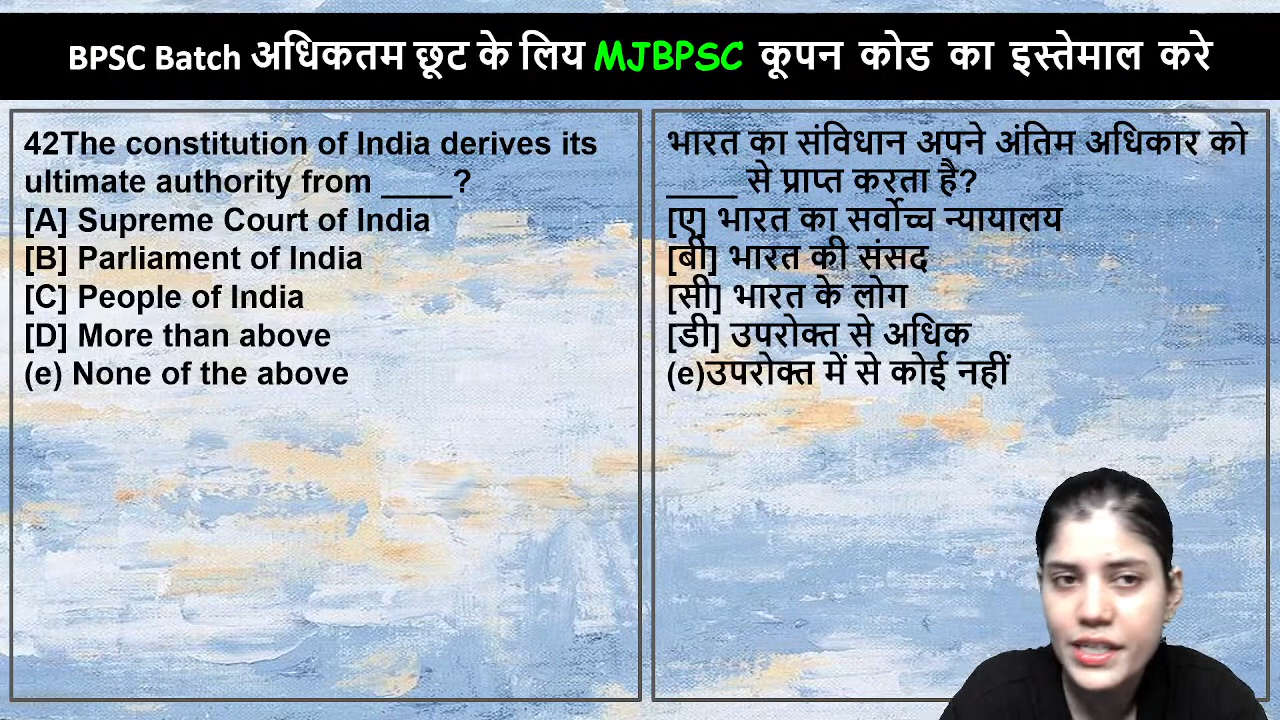 BPSC Batch अधिकतम छूट के लिय MJBPSC कूपन कोड का इस्तेमाल करे
42The constitution of India derives its
ultimate authority from ____?
[A] Supreme Court of India
[B] Parliament of India
[C] People of India
[D] More than above
(e) None of the above
भारत का संविधान अपने अंतिम अधिकार को
____ से प्राप्त करता है?
[ए] भारत का सर्वोच्च न्यायालय
[बी] भारत की संसद
[सी] भारत के लोग
[डी] उपरोक्त से अधिक
(e)उपरोक्त में से कोई नहीं